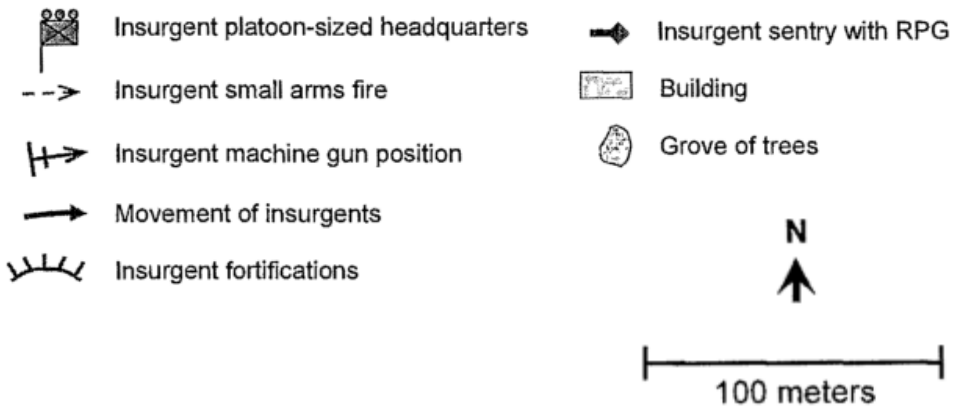 Insurgent platoon-sized headquarters
Insurgent small arms fire
Insurgent machine gun position
Movement of insurgents
Insurgent fortifications
Insurgent sentry with RPG
Building
Grove of trees
N
100 meters